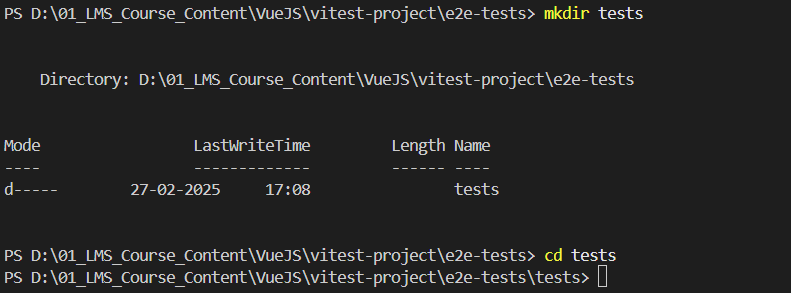 PS D:\01_LMS_Course_Content\VueJS\vitest-project\e2e-tests> mkdir tests
Directory: D:\01_LMS_Course_Content\VueJS\vitest-project\e2e-tests
Mode LastWriteTime Length Name
---- ------------- ------ ----
d----- 27-02-2025 17:08 tests
PS D:\01_LMS_Course_Content\VueJS\vitest-project\e2e-tests> cd tests
PS D:\01_LMS_Course_Content\VueJS\vitest-project\e2e-tests\tests>